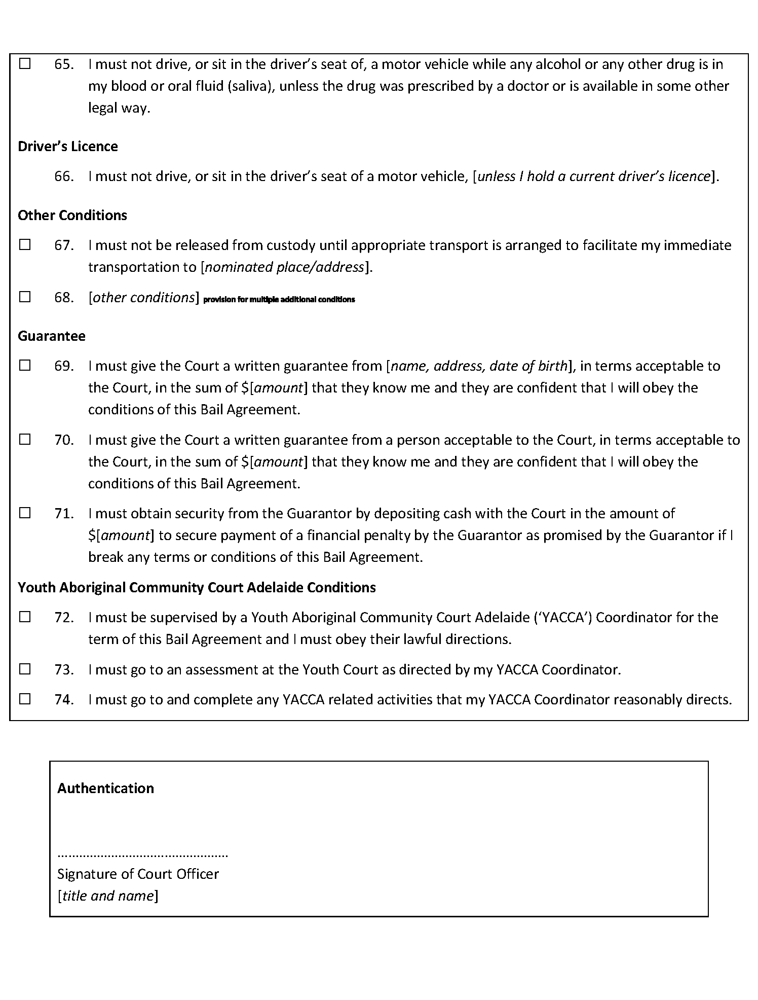 ☐ 65. I must not drive, or sit in the driver’s seat of, a motor vehicle while any alcohol or any other drug is in
my blood or oral fluid (saliva), unless the drug was prescribed by a doctor or is available in some other
legal way.
Driver’s Licence
66. I must not drive, or sit in the driver’s seat of a motor vehicle, [unless I hold a current driver’s licence].
Other Conditions
☐ 67. I must not be released from custody until appropriate transport is arranged to facilitate my immediate
transportation to [nominated place/address].
☐ 68. [other conditions] provision for multiple additional conditions
Guarantee
☐ 69. I must give the Court a written guarantee from [name, address, date of birth], in terms acceptable to
the Court, in the sum of $[amount] that they know me and they are confident that I will obey the
conditions of this Bail Agreement.
☐ 70. I must give the Court a written guarantee from a person acceptable to the Court, in terms acceptable to
the Court, in the sum of $[amount] that they know me and they are confident that I will obey the
conditions of this Bail Agreement.
☐ 71. I must obtain security from the Guarantor by depositing cash with the Court in the amount of
$[amount] to secure payment of a financial penalty by the Guarantor as promised by the Guarantor if I
break any terms or conditions of this Bail Agreement.
Youth Aboriginal Community Court Adelaide Conditions
☐ 72. I must be supervised by a Youth Aboriginal Community Court Adelaide (‘YACCA’) Coordinator for the
term of this Bail Agreement and I must obey their lawful directions.
☐ 73. I must go to an assessment at the Youth Court as directed by my YACCA Coordinator.
☐ 74. I must go to and complete any YACCA related activities that my YACCA Coordinator reasonably directs.
Authentication
................................................
Signature of Court Officer
[title and name]